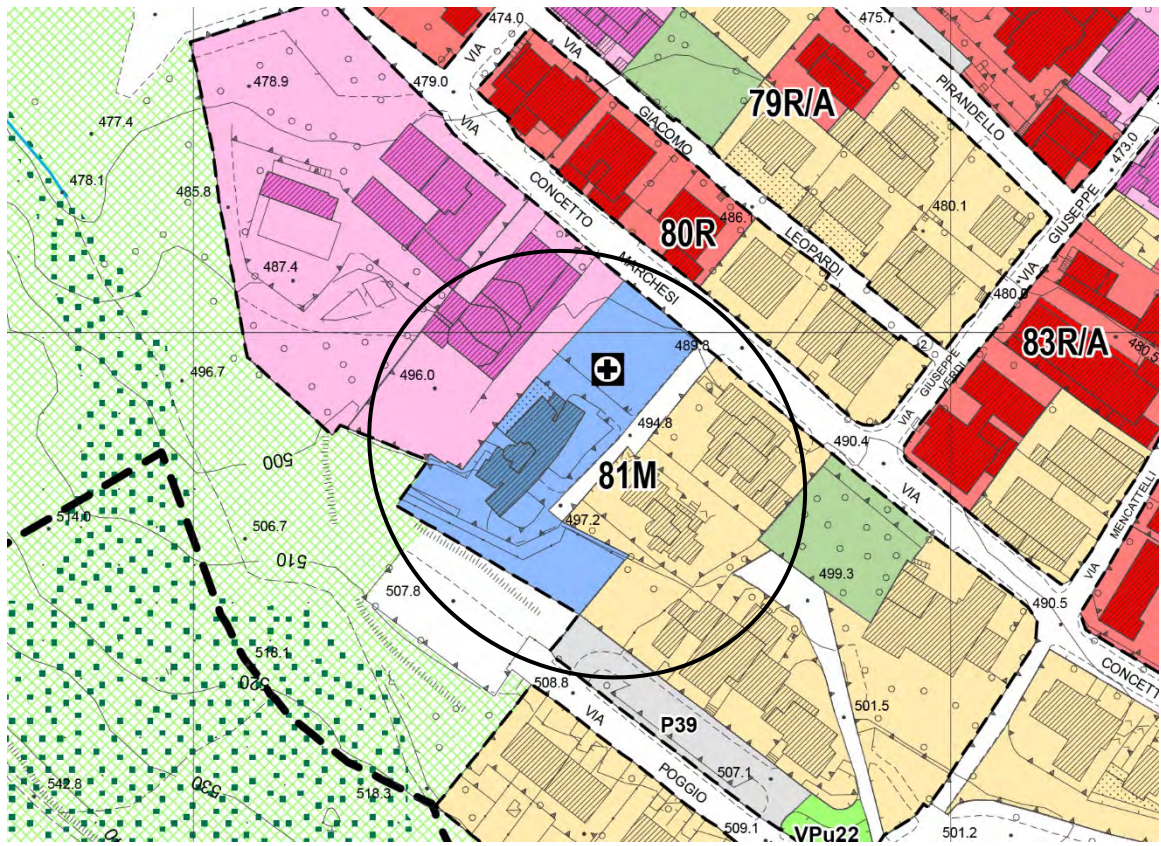 474.0
475.7
VIA
VIA
478.9
479.0
VIA
GIACOMO
79R/A
PIRANDELLO
477.4
473.0
478.1
485.8
CONCETTO
80R
486.1
480.1
GIUSEPPE
LEOPARDI
MARCHESI
487.4
VIA
480.0
489.8
83R/A
480.5
496.7
496.0
GIUSEPPE
VERDI
VIA
494.8
490.4
500
81M
VIA
514.0
506.7
497.2
MENCATTELLI
510
499.3
VIA
507.8
490.5
518.1
CONCETT
520
508.8
501.5
P39
VIA
POGGIO
507.1
542.8
530
518.3
509.1
VPu22
501.2